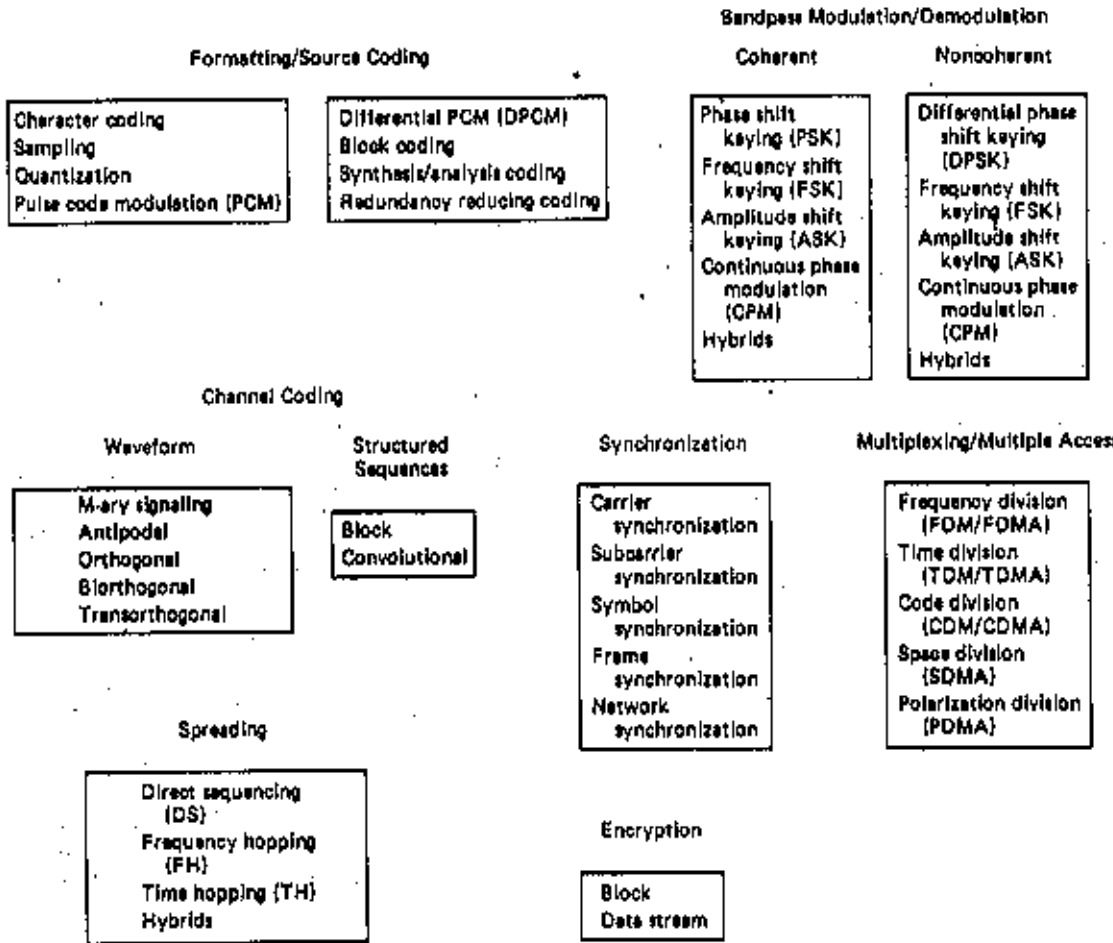 Bandpass Modulation/Demodulation
Formatting/Source Coding
Coherent
Noncoherent
Character coding
Sampling
Quantization
Pulse code modulation (PCM)
Differential PCM (DPCM)
Block coding
Synthesis/analysis coding
Redundancy reducing coding
Phase shift
keying (PSK)
Frequency shift
keying (FSK)
Amplitude shift
keying (ASK)
Continuous phase
modulation
(CPM)
Hybrids
Differential phase
shift keying
(DPSK)
Frequency shift
keying (FSK)
Amplitude shift
keying (ASK)
Continuous phase
modulation
(CPM)
Hybrids
Channel Coding
Waveform
Structured
Sequences
M-ary signaling
Antipodal
Orthogonal
Biorthogonal
Transorthogonal
Block
Convolutional
Synchronization
Carrier
synchronization
Subcarrier
synchronization
Symbol
synchronization
Frame
synchronization
Network
synchronization
Multiplexing/Multiple Access
Frequency division
(FDM/FDMA)
Time division
(TDM/TDMA)
Code division
(CDM/CDMA)
Space division
(SDMA)
Polarization division
(PDMA)
Spreading
Direct sequencing
(DS)
Frequency hopping
(FH)
Time hopping (TH)
Hybrids
Encryption
Block
Data stream